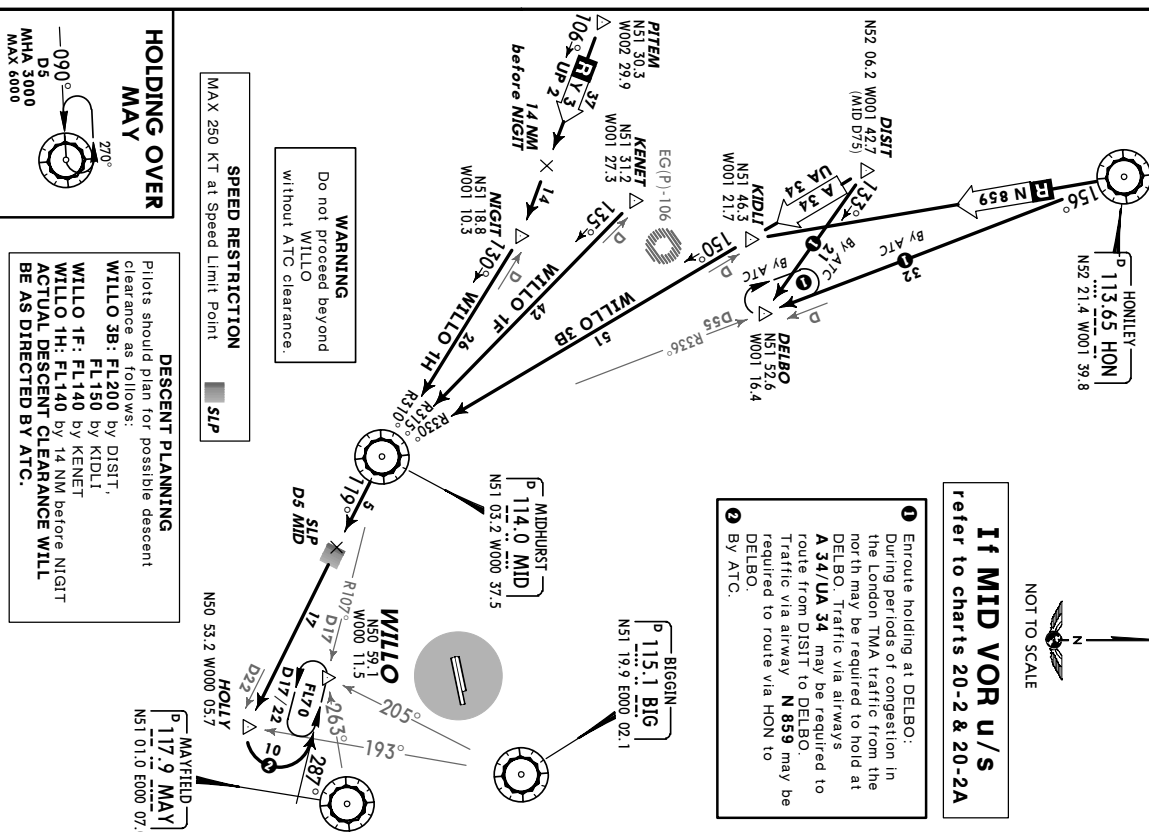 HONILEY
D 113.65 HON
N52 21.4 W001 39.8
156°
R N 859
DISIT
N52 06.2 W001 42.7
(MID D75)
133°
A 34
UA 34
21
By ATC
1
32
By ATC
1
D
By ATC
1
DELBO
N51 52.6
W001 16.4
D55 R336°
KIDLI
N51 46.3
W001 21.7
150°
D
WILLO 3B
51
EG(P)-106
KENET
N51 31.2
W001 27.3
135°
D
WILLO 1F
42
PITEM
N51 30.3
W002 29.9
106°
37
R Y 3
UP 2
14 NM
before NIGIT
14
NIGIT
N51 18.8
W001 10.3
130°
D
WILLO 1H
26
R330°
R315°
R310°
MIDHURST
D 114.0 MID
N51 03.2 W000 37.5
5
119°
SLP
D5 MID
17
R107°
D17
WILLO
N50 59.1
W000 11.5
FL70
D17/22
D22
HOLLY
N50 53.2 W000 05.7
10
2
287°
263°
205°
193°
BIGGIN
D 115.1 BIG
N51 19.9 E000 02.1
MAYFIELD
D 117.9 MAY
N51 01.0 E000 07.
NOT TO SCALE
N
If MID VOR u/s
refer to charts 20-2 & 20-2A
1 Enroute holding at DELBO:
During periods of congestion in
the London TMA traffic from the
north may be required to hold at
DELBO. Traffic via airways
A 34/UA 34 may be required to
route from DISIT to DELBO.
Traffic via airway N 859 may be
required to route via HON to
DELBO.
2 By ATC.
WARNING
Do not proceed beyond
WILLO
without ATC clearance.
SPEED RESTRICTION
MAX 250 KT at Speed Limit Point
SLP
DESCENT PLANNING
Pilots should plan for possible descent
clearance as follows:
WILLO 3B: FL200 by DISIT,
FL150 by KIDLI
WILLO 1F: FL140 by KENET
WILLO 1H: FL140 by 14 NM before NIGIT
ACTUAL DESCENT CLEARANCE WILL
BE AS DIRECTED BY ATC.
HOLDING OVER
MAY
270°
090°
D5
MHA 3000
MAX 6000